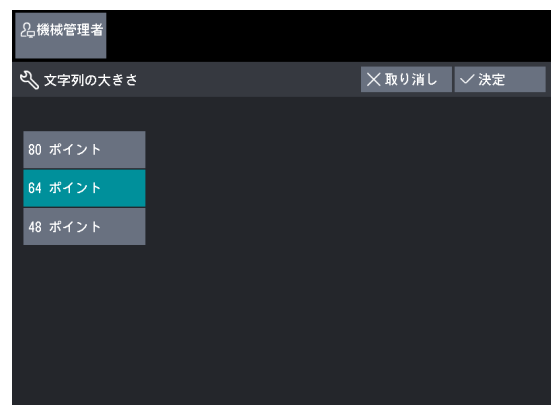 機械管理者
文字列の大きさ
取り消し
決定
80 ポイント
64 ポイント
48 ポイント